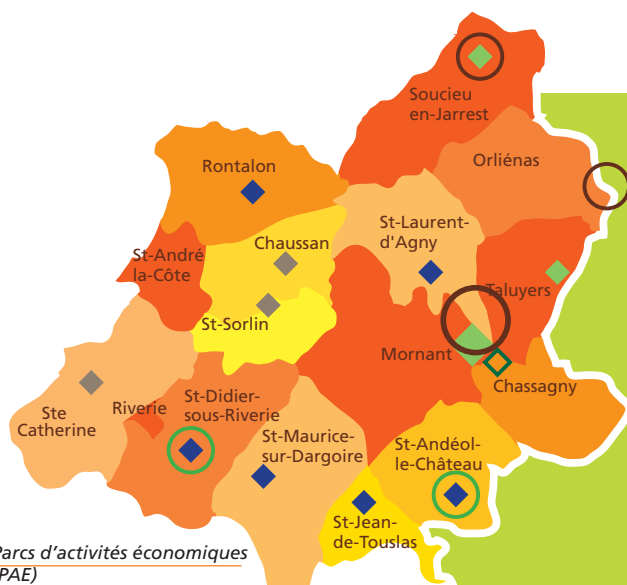 Soucieu
en-Jarrest
Orliénas
Rontalon
St-Laurent-
d'Agny
Chaussan
St-André
la-Côte
Taluyers
St-Sorlin
Mornant
Chassagny
Ste
Catherine
Riverie
St-Didier-
sous-Riverie
St-Maurice-
sur-Dargoire
St-Andéol-
le-Château
St-Jean-
de-Touslas
Parcs d'activités économiques
PAE)